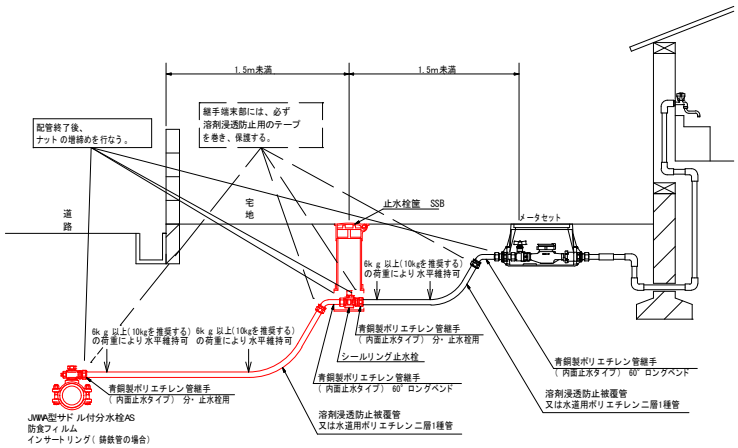 1.5m未満
1.5m未満
配管終了後、
ナットの増締めを行なう。
継手端末部には、必ず
溶剤浸透防止用のテープ
を巻き、保護する。
道路
宅地
止水栓筺 SSB
メータセット
6kg 以上(10kgを推奨する)
の荷重により水平維持可
6kg 以上(10kgを推奨する)
の荷重により水平維持可
6kg 以上(10kgを推奨する)
の荷重により水平維持可
青銅製ポリエチレン管継手
(内面止水タイプ) 分・止水栓用
シールリング止水栓
青銅製ポリエチレン管継手
(内面止水タイプ) 60° ロングベンド
青銅製ポリエチレン管継手
(内面止水タイプ) 60° ロングベンド
青銅製ポリエチレン管継手
(内面止水タイプ) 分・止水栓用
溶剤浸透防止被覆管
又は水道用ポリエチレン二層1種管
溶剤浸透防止被覆管
又は水道用ポリエチレン二層1種管
JWWA型サドル付分水栓AS
防食フィルム
インサートリング(鋳鉄管の場合)